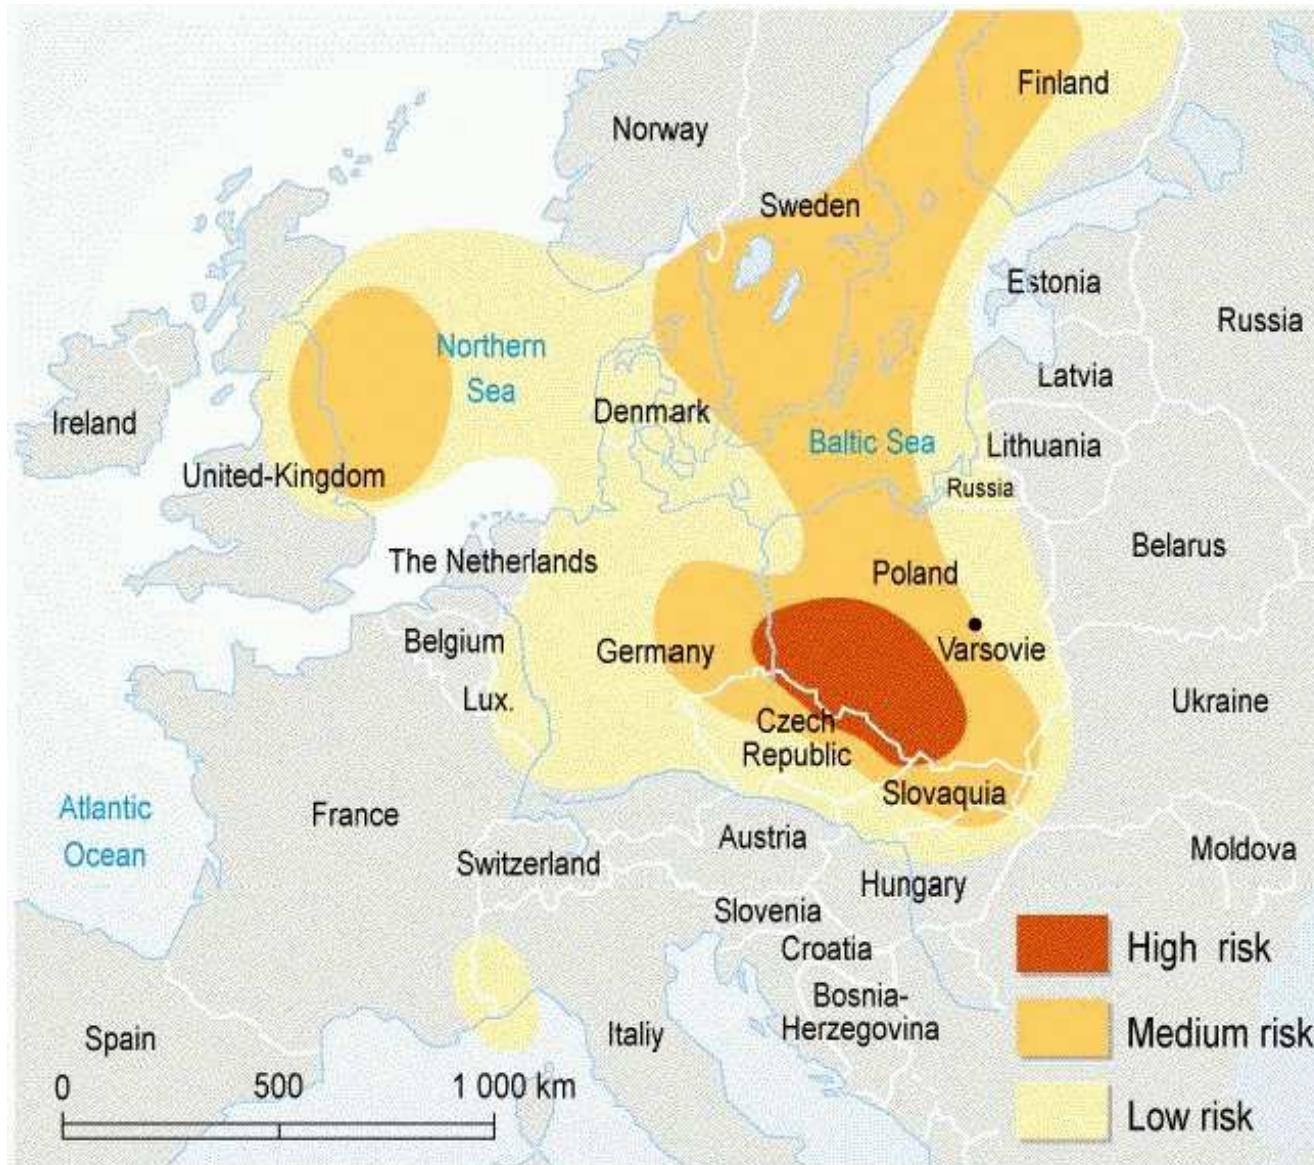 Finland
Norway
Sweden
Estonia
Russia
Northern
Sea
Latvia
Denmark
Ireland
Baltic Sea
Lithuania
United-Kingdom
Russia
Belarus
The Netherlands
Poland
Belgium
Germany
Varsovie
Lux.
Ukraine
Czech
Republic
Slovaquia
Atlantic
Ocean
France
Austria
Switzerland
Moldova
Hungary
Slovenia
Croatia
High risk
Bosnia-
Herzegovina
Spain
Italiy
Medium risk
0 500 1 000 km
Low risk